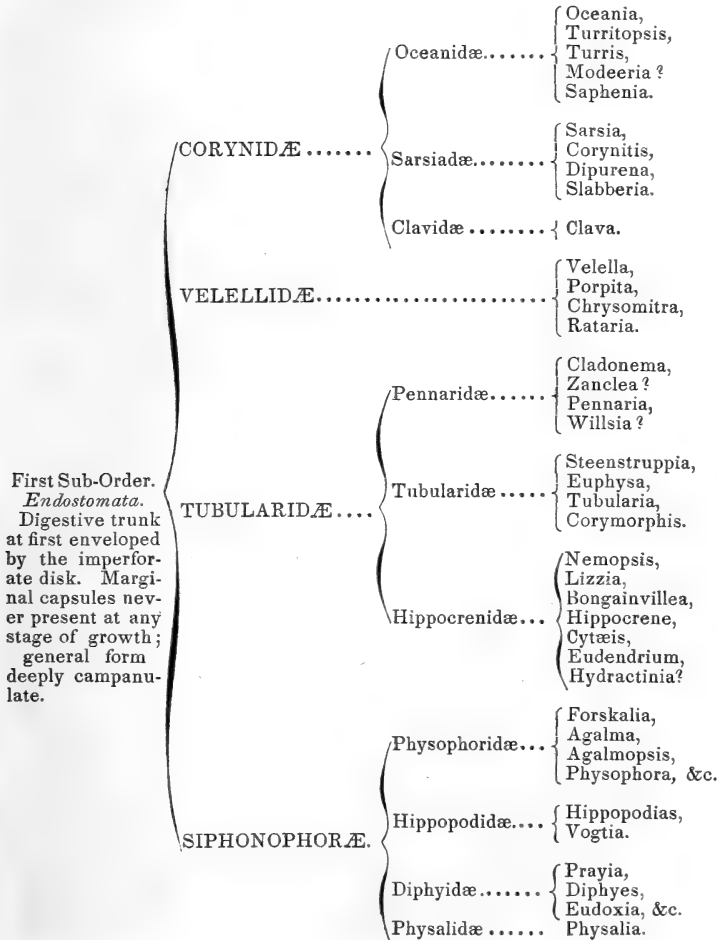 First Sub-Order.
Endostomata.
Digestive trunk
at first enveloped
by the imperfor-
ate disk. Margi-
nal capsules nev-
er present at any
stage of growth;
general form
deeply campanu-
late.
CORYNIDÆ .......
Oceanidæ.......
Oceania,
Turritopsis,
Turris,
Modeeria?
Saphenia.
Sarsiadæ........
Sarsia,
Corynitis,
Dipurena,
Slabberia.
Clavidæ ........
Clava.
VELELLIDÆ.........................
Velella,
Porpita,
Chrysomitra,
Rataria.
TUBULARIDÆ ....
Pennaridæ......
Cladonema,
Zanclea?
Pennaria,
Willsia?
Tubularidæ .....
Steenstruppia,
Euphysa,
Tubularia,
Corymorphis.
Hippocrenidæ...
Nemopsis,
Lizzia,
Bongainvillea,
Hippocrene,
Cytæis,
Eudendrium,
Hydractinia?
SIPHONOPHORÆ.
Physophoridæ...
Forskalia,
Agalma,
Agalmopsis,
Physophora, &c.
Hippopodidæ....
Hippopodias,
Vogtia.
Diphyidæ.......
Prayia,
Diphyes,
Eudoxia, &c.
Physalidæ ......
Physalia.